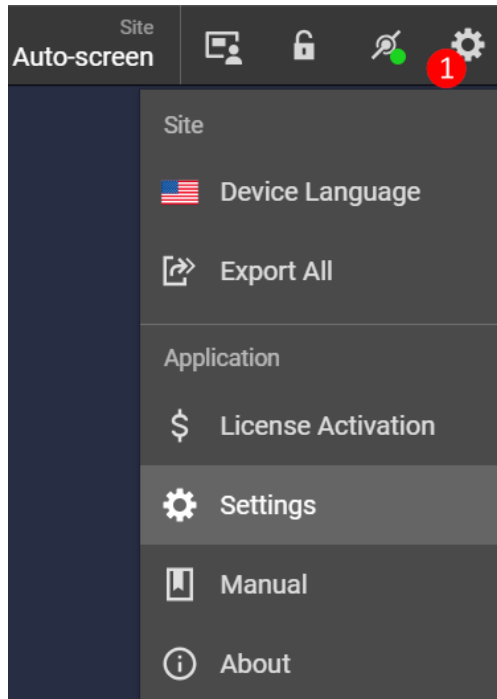 Site
Auto-screen
1
Site
Device Language
Export All
Application
License Activation
Settings
Manual
About